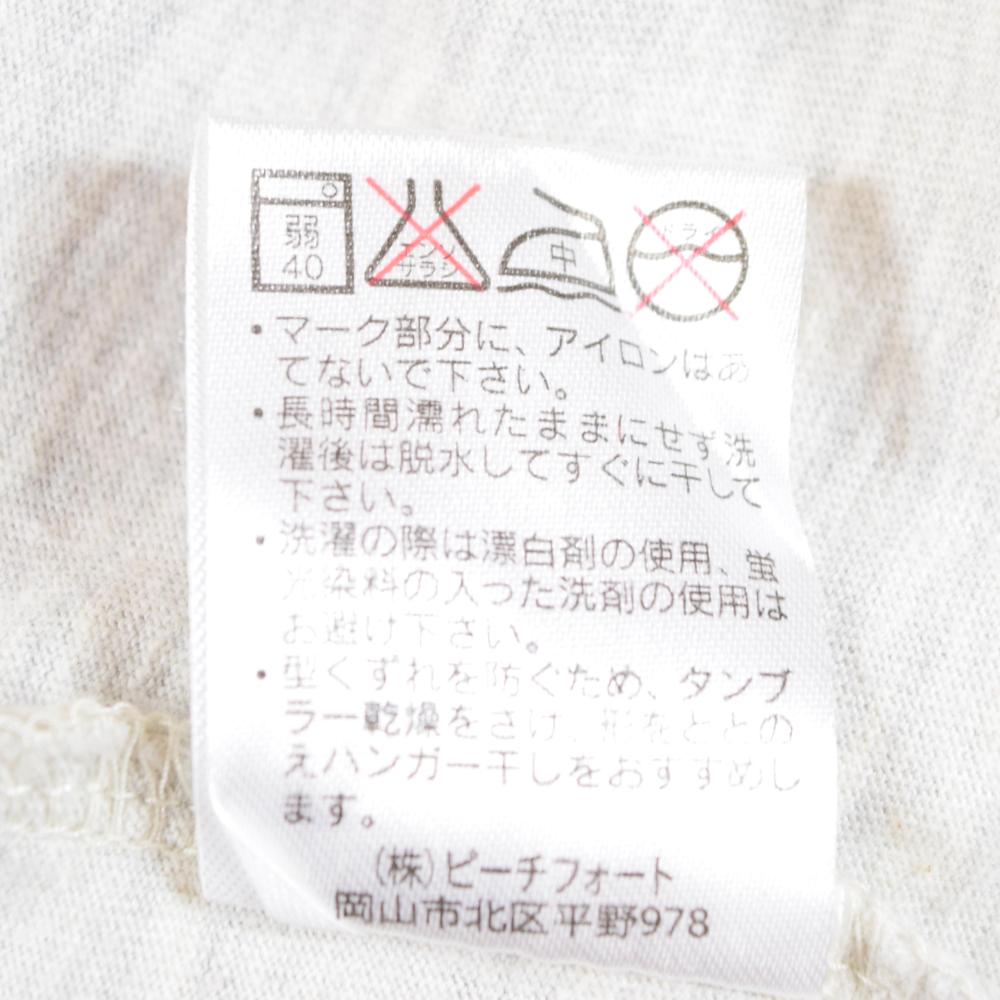 弱
40
エンソ
サラシ
中
ドライ
・マーク部分に、アイロンはあ
てないで下さい。
・長時間濡れたままにせず洗
濯後は脱水してすぐに干して
下さい。
・洗濯の際は漂白剤の使用、蛍
光染料の入った洗剤の使用は
お避け下さい。
・型くずれを防ぐため、タンブ
ラー乾燥をさけ、形をととの
えハンガー干しをおすすめし
ます。
(株)ピーチフォート
岡山市北区平野978